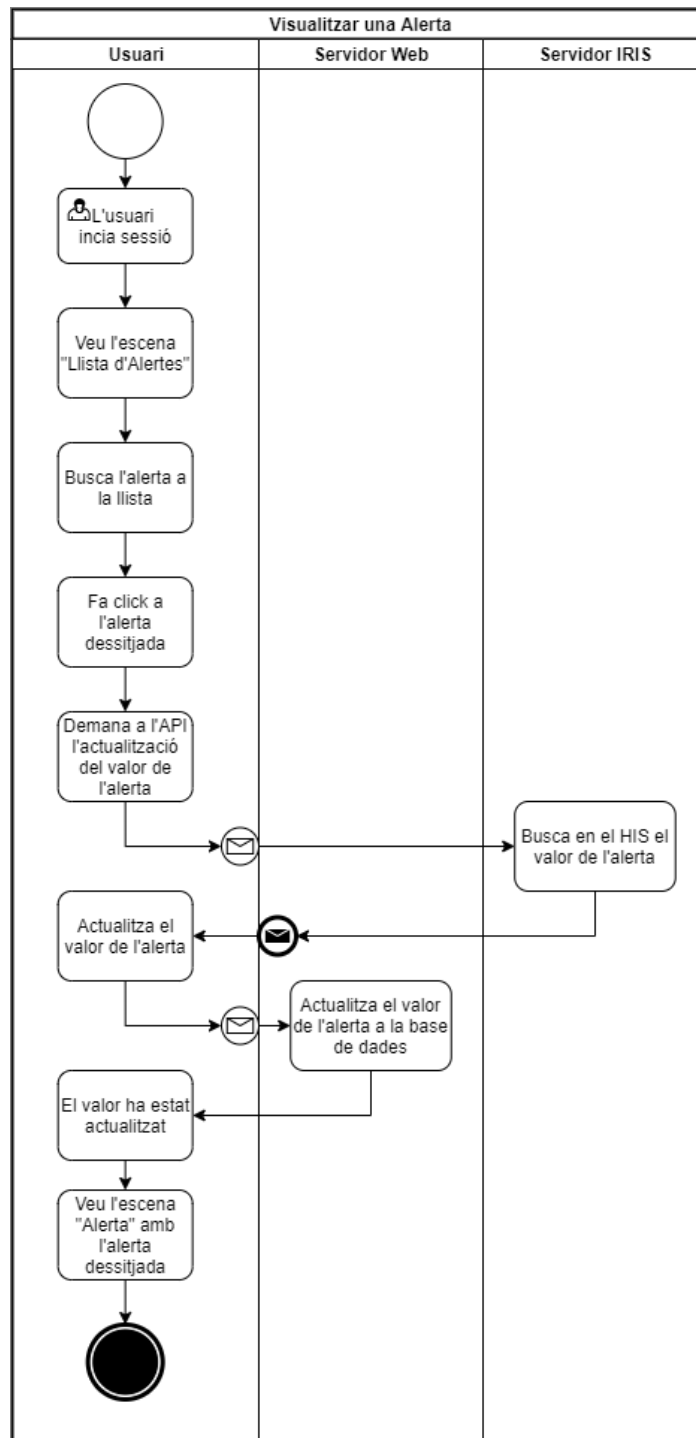 Visualitzar una Alerta
Usuari
Servidor Web
Servidor IRIS
L'usuari
incia sessió
Veu l'escena
"Llista d'Alertes"
Busca l'alerta a
la llista
Fa click a
l'alerta
dessitjada
Demana a l'API
l'actualització
del valor de
l'alerta
Busca en el HIS el
valor de l'alerta
Actualitza el
valor de l'alerta
Actualitza el valor
de l'alerta a la base
de dades
El valor ha estat
actualitzat
Veu l'escena
"Alerta" amb
l'alerta
dessitjada